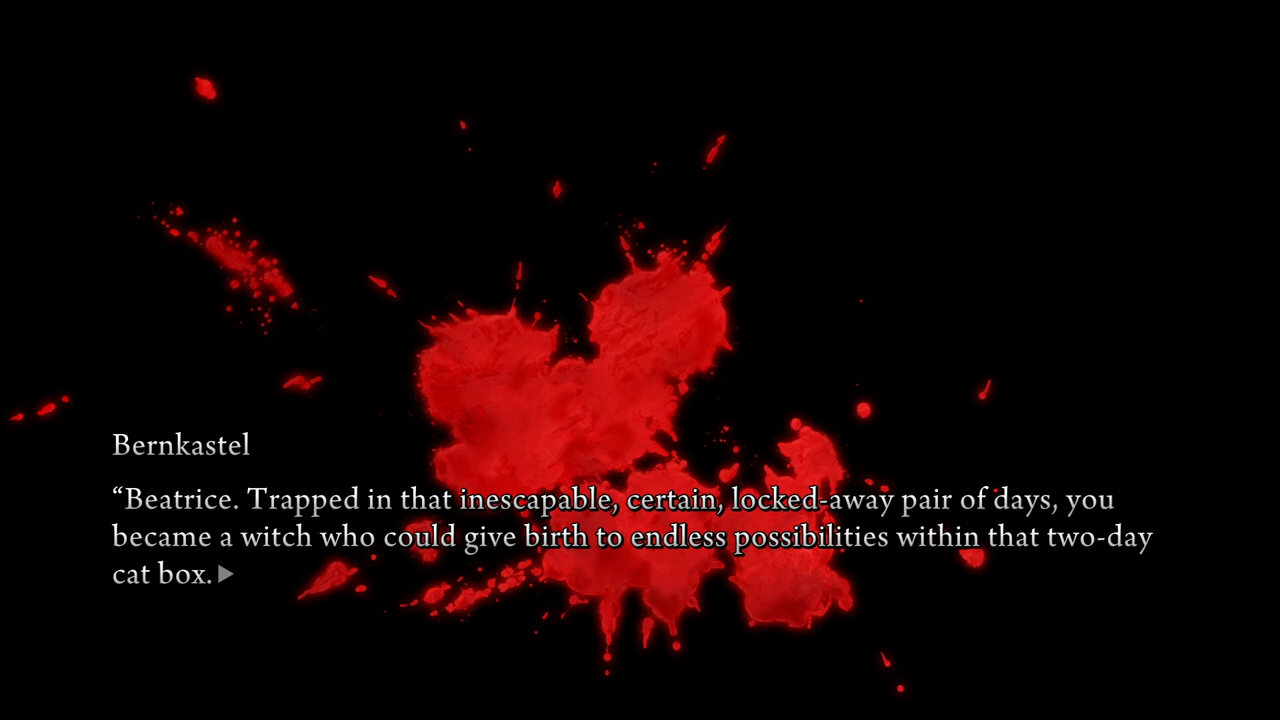 Bernkastel
“Beatrice. Trapped in that inescapable, certain, locked-away pair of days, you
became a witch who could give birth to endless possibilities within that two-day
cat box.